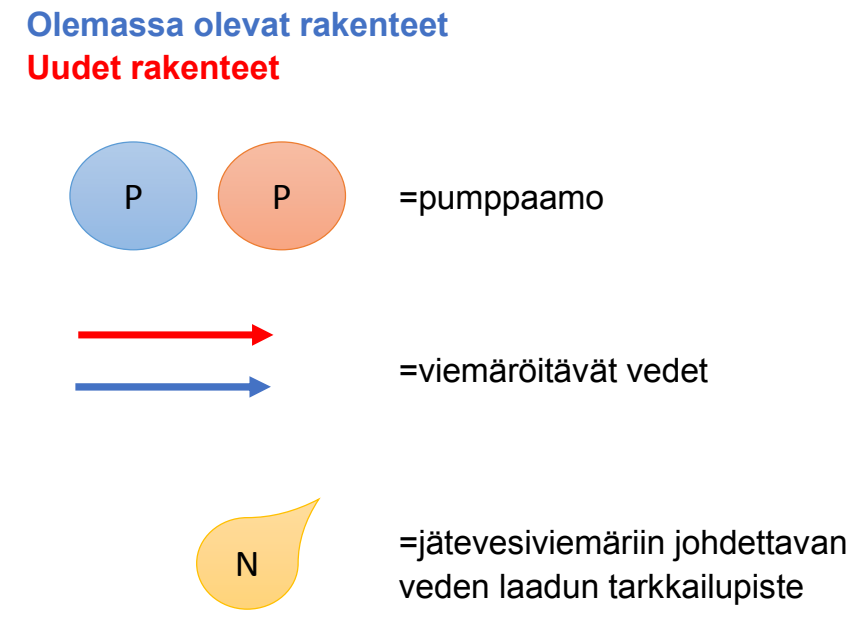 Olemassa olevat rakenteet
Uudet rakenteet
P P =pumppaamo
=viemäröitävät vedet
N =jätevesiviemäriin johdettavan
veden laadun tarkkailupiste